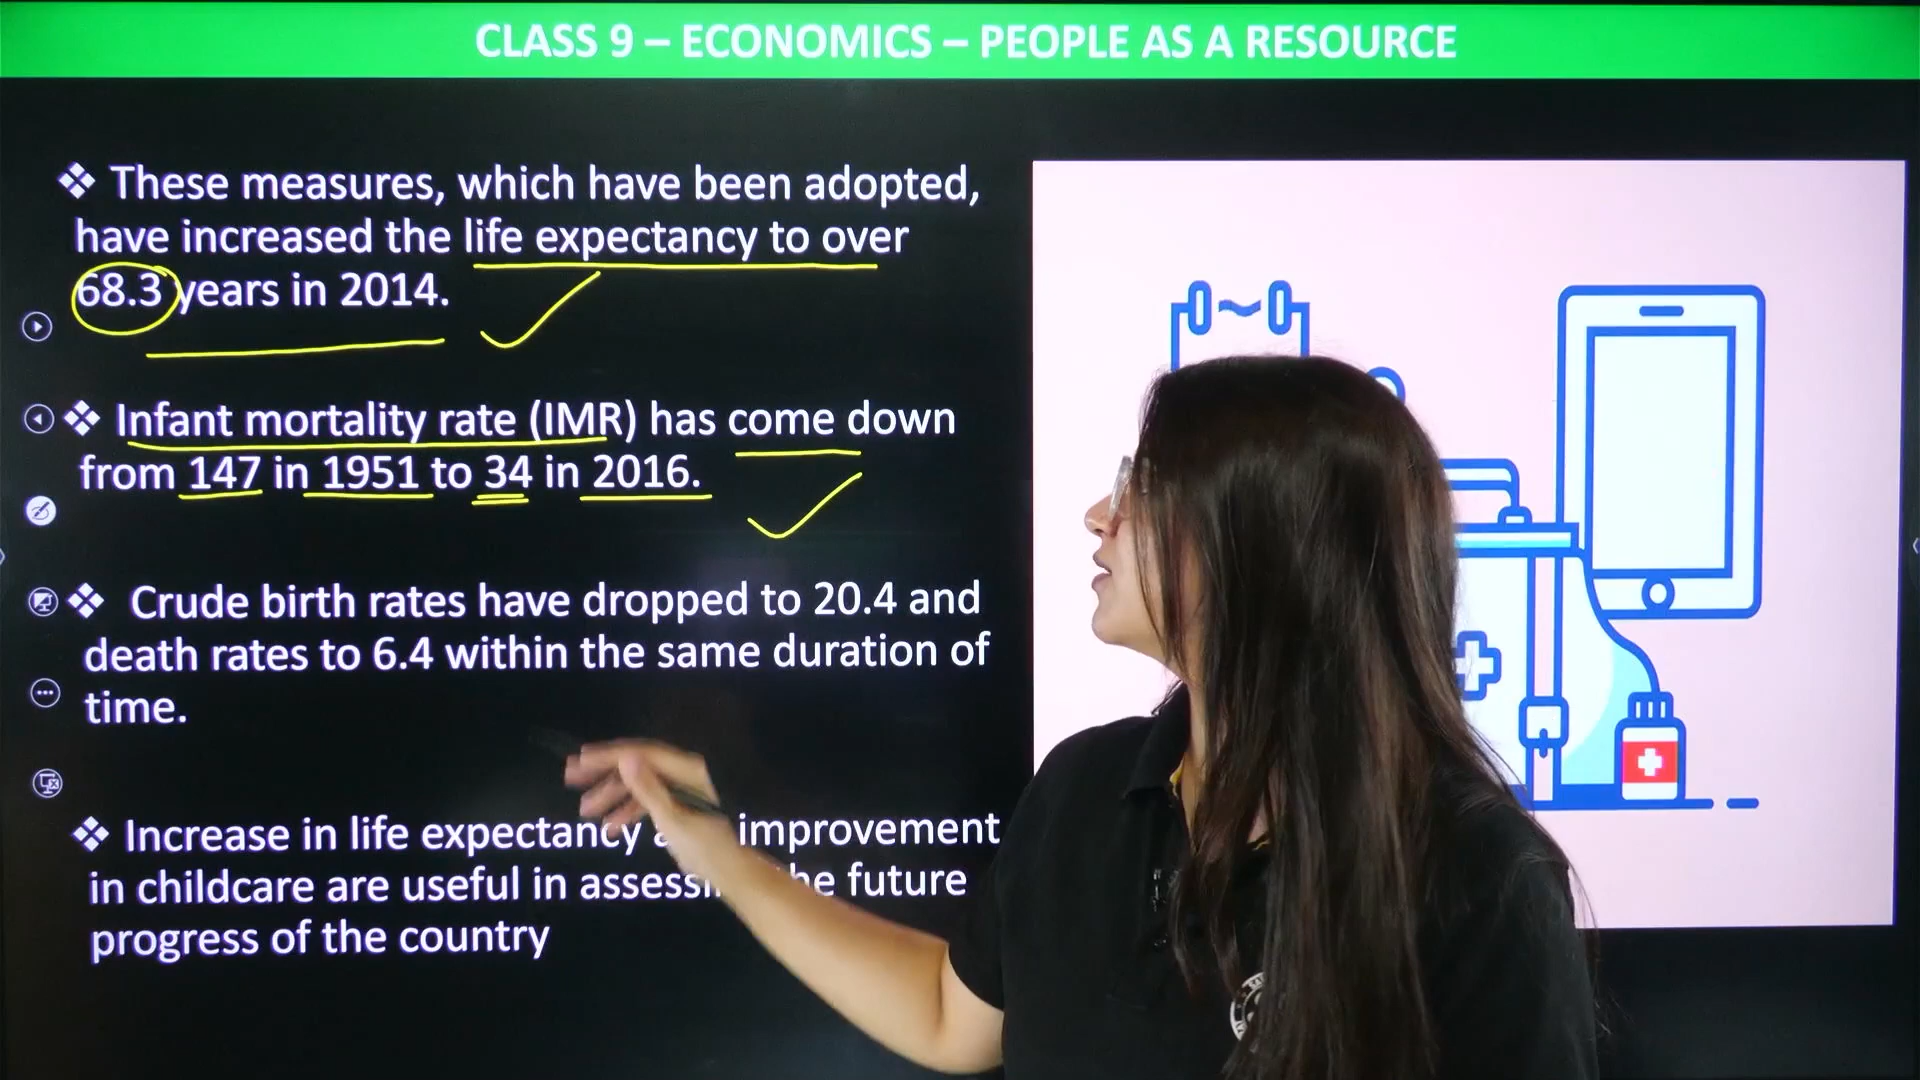 CLASS 9 – ECONOMICS – PEOPLE AS A RESOURCE
❖ These measures, which have been adopted,
have increased the life expectancy to over
68.3 years in 2014.
❖ Infant mortality rate (IMR) has come down
from 147 in 1951 to 34 in 2016.
❖ Crude birth rates have dropped to 20.4 and
death rates to 6.4 within the same duration of
time.
❖ Increase in life expectancy improvement
in childcare are useful in future
progress of the country